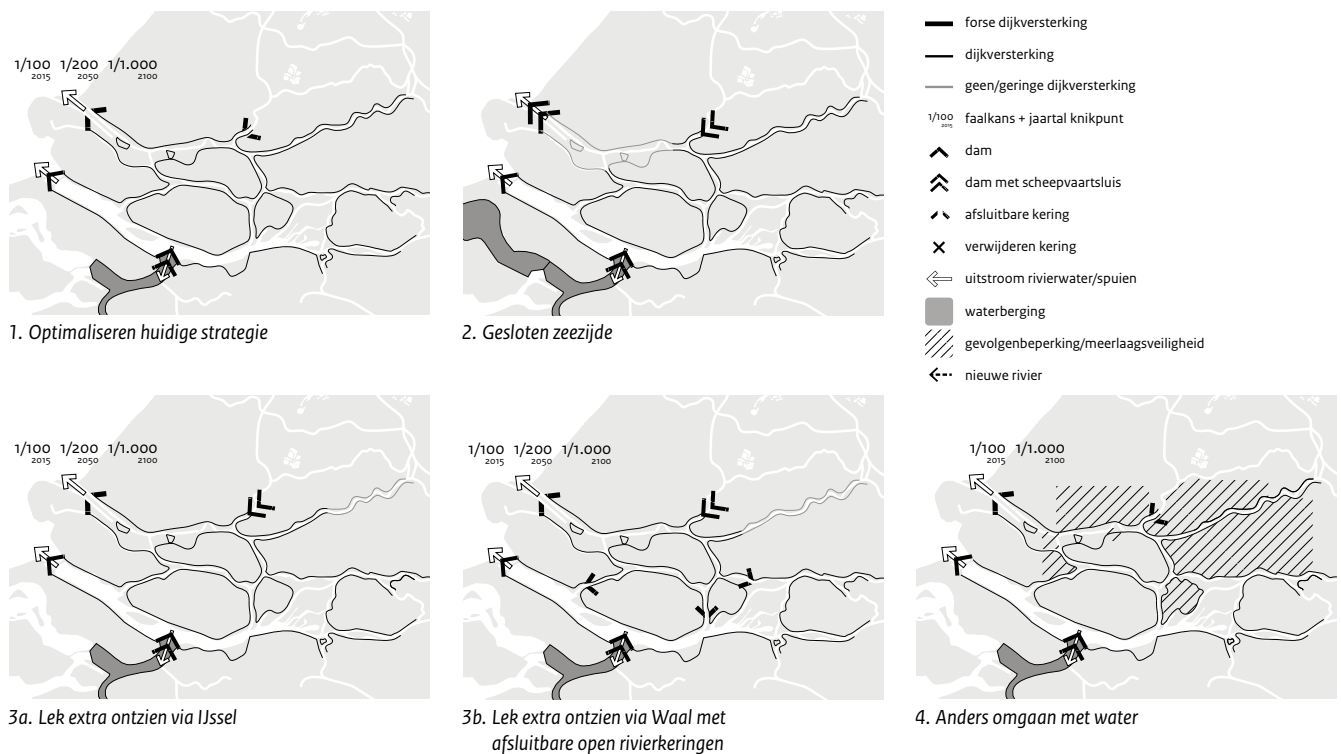 1/100 1/200 1/1.000
2015 2050 2100
1. Optimaliseren huidige strategie
2. Gesloten zeezijde
forse dijkversterking
dijkversterking
geen/geringe dijkversterking
1/100
2015
faalkans + jaartal knikpunt
dam
dam met scheepvaartsluis
afsluitbare kering
verwijderen kering
uitstroom rivierwater/spuien
waterberging
gevolgenbeperking/meerlaagsveiligheid
nieuwe rivier
1/100 1/200 1/1.000
2015 2050 2100
3a. Lek extra ontzien via IJssel
1/100 1/200 1/1.000
2015 2050 2100
3b. Lek extra ontzien via Waal met
afsluitbare open rivierkeringen
1/100 1/1.000
2015 2100
4. Anders omgaan met water